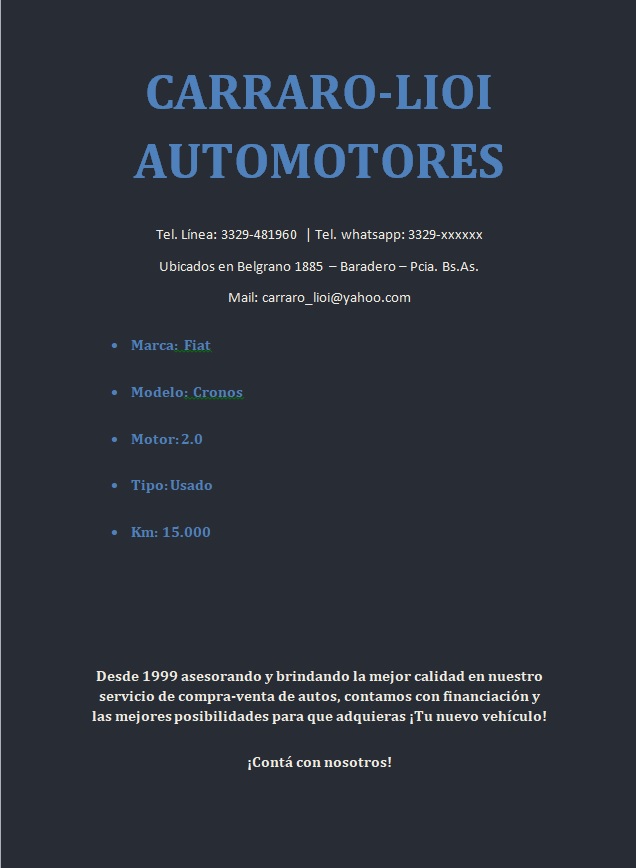 CARRARO-LIOI
AUTOMOTORES
Tel. Línea: 3329-481960 | Tel. whatsapp: 3329-xxxxxx
Ubicados en Belgrano 1885 – Baradero – Pcia. Bs.As.
Mail: carraro_lioi@yahoo.com
• Marca: Fiat
• Modelo: Cronos
• Motor: 2.0
• Tipo: Usado
• Km: 15.000
Desde 1999 asesorando y brindando la mejor calidad en nuestro
servicio de compra-venta de autos, contamos con financiación y
las mejores posibilidades para que adquieras ¡Tu nuevo vehículo!
¡Contá con nosotros!